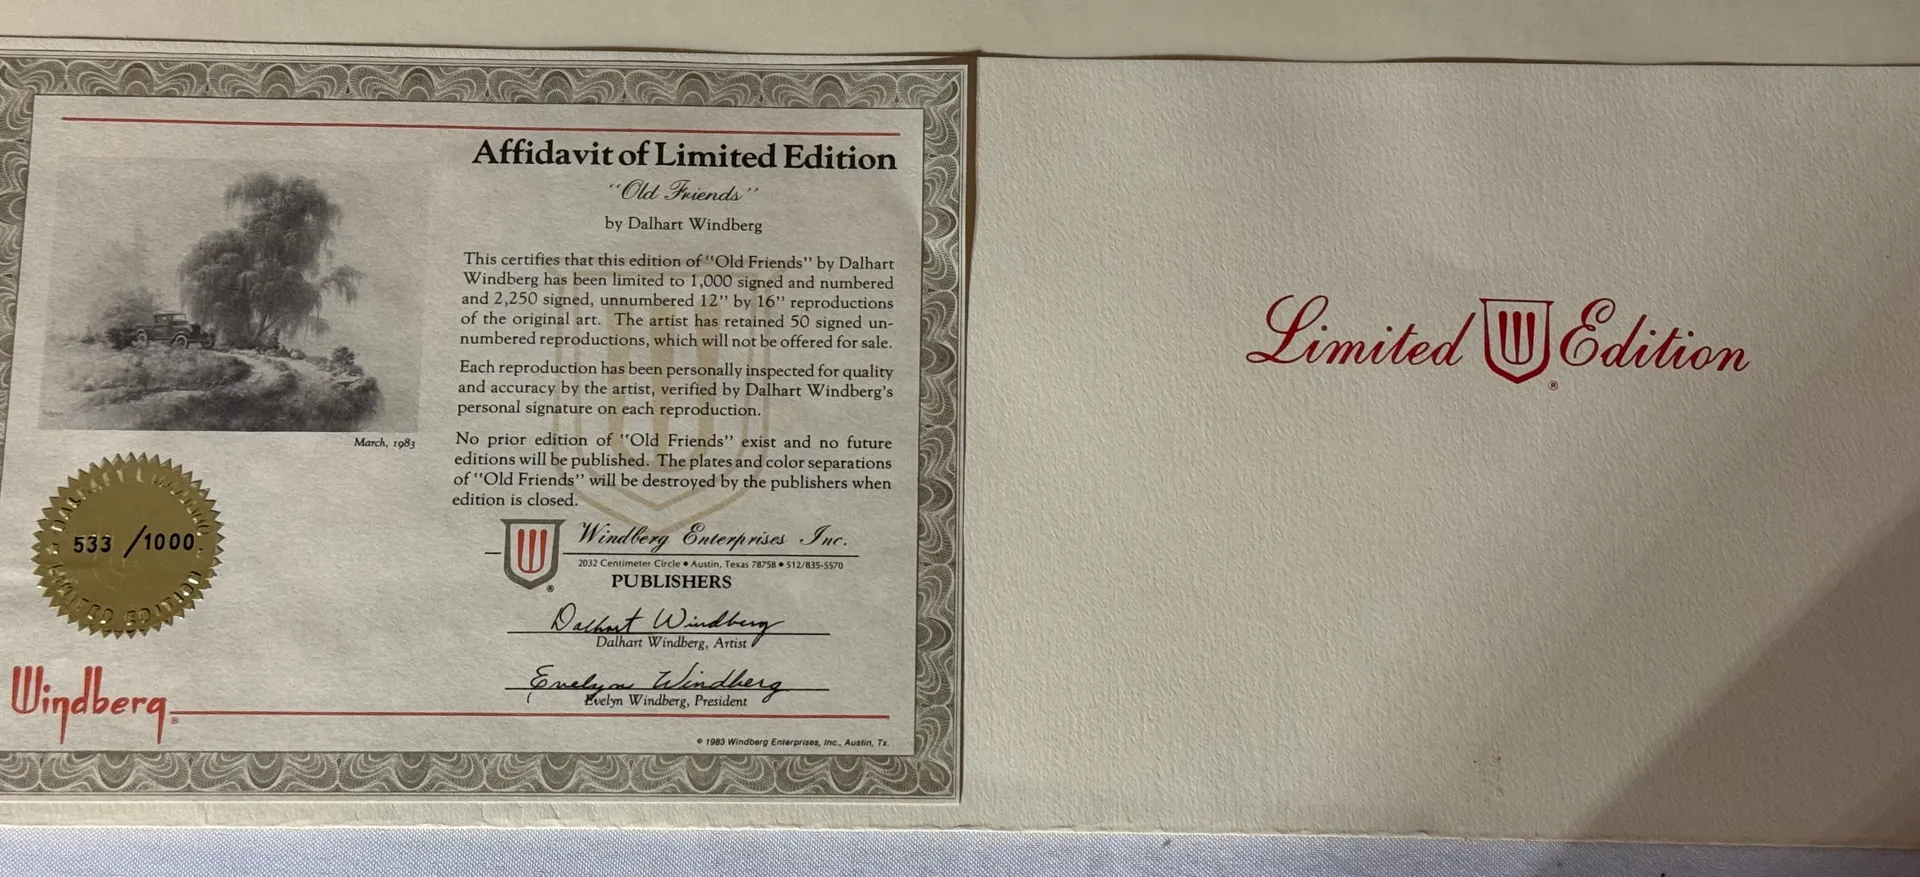 Affidavit of Limited Edition
"Old Friends"
by Dalhart Windberg
This certifies that this edition of "Old Friends" by Dalhart
Windberg has been limited to 1,000 signed and numbered
and 2,250 signed, unnumbered 12" by 16" reproductions
of the original art. The artist has retained 50 signed un-
numbered reproductions, which will not be offered for sale.
Each reproduction has been personally inspected for quality
and accuracy by the artist, verified by Dalhart Windberg's
personal signature on each reproduction.
No prior edition of "Old Friends" exist and no future
editions will be published. The plates and color separations
of "Old Friends" will be destroyed by the publishers when
edition is closed.
March, 1983
533 /1000
LIMITED EDITION
Windberg Enterprises Inc.
2032 Centimeter Circle • Austin, Texas 78758 • 512/835-5570
PUBLISHERS
Dalhart Windberg
Dalhart Windberg, Artist
Evelyn Windberg
Evelyn Windberg, President
Windberg®
© 1983 Windberg Enterprises, Inc., Austin, Tx.
Limited Edition
®